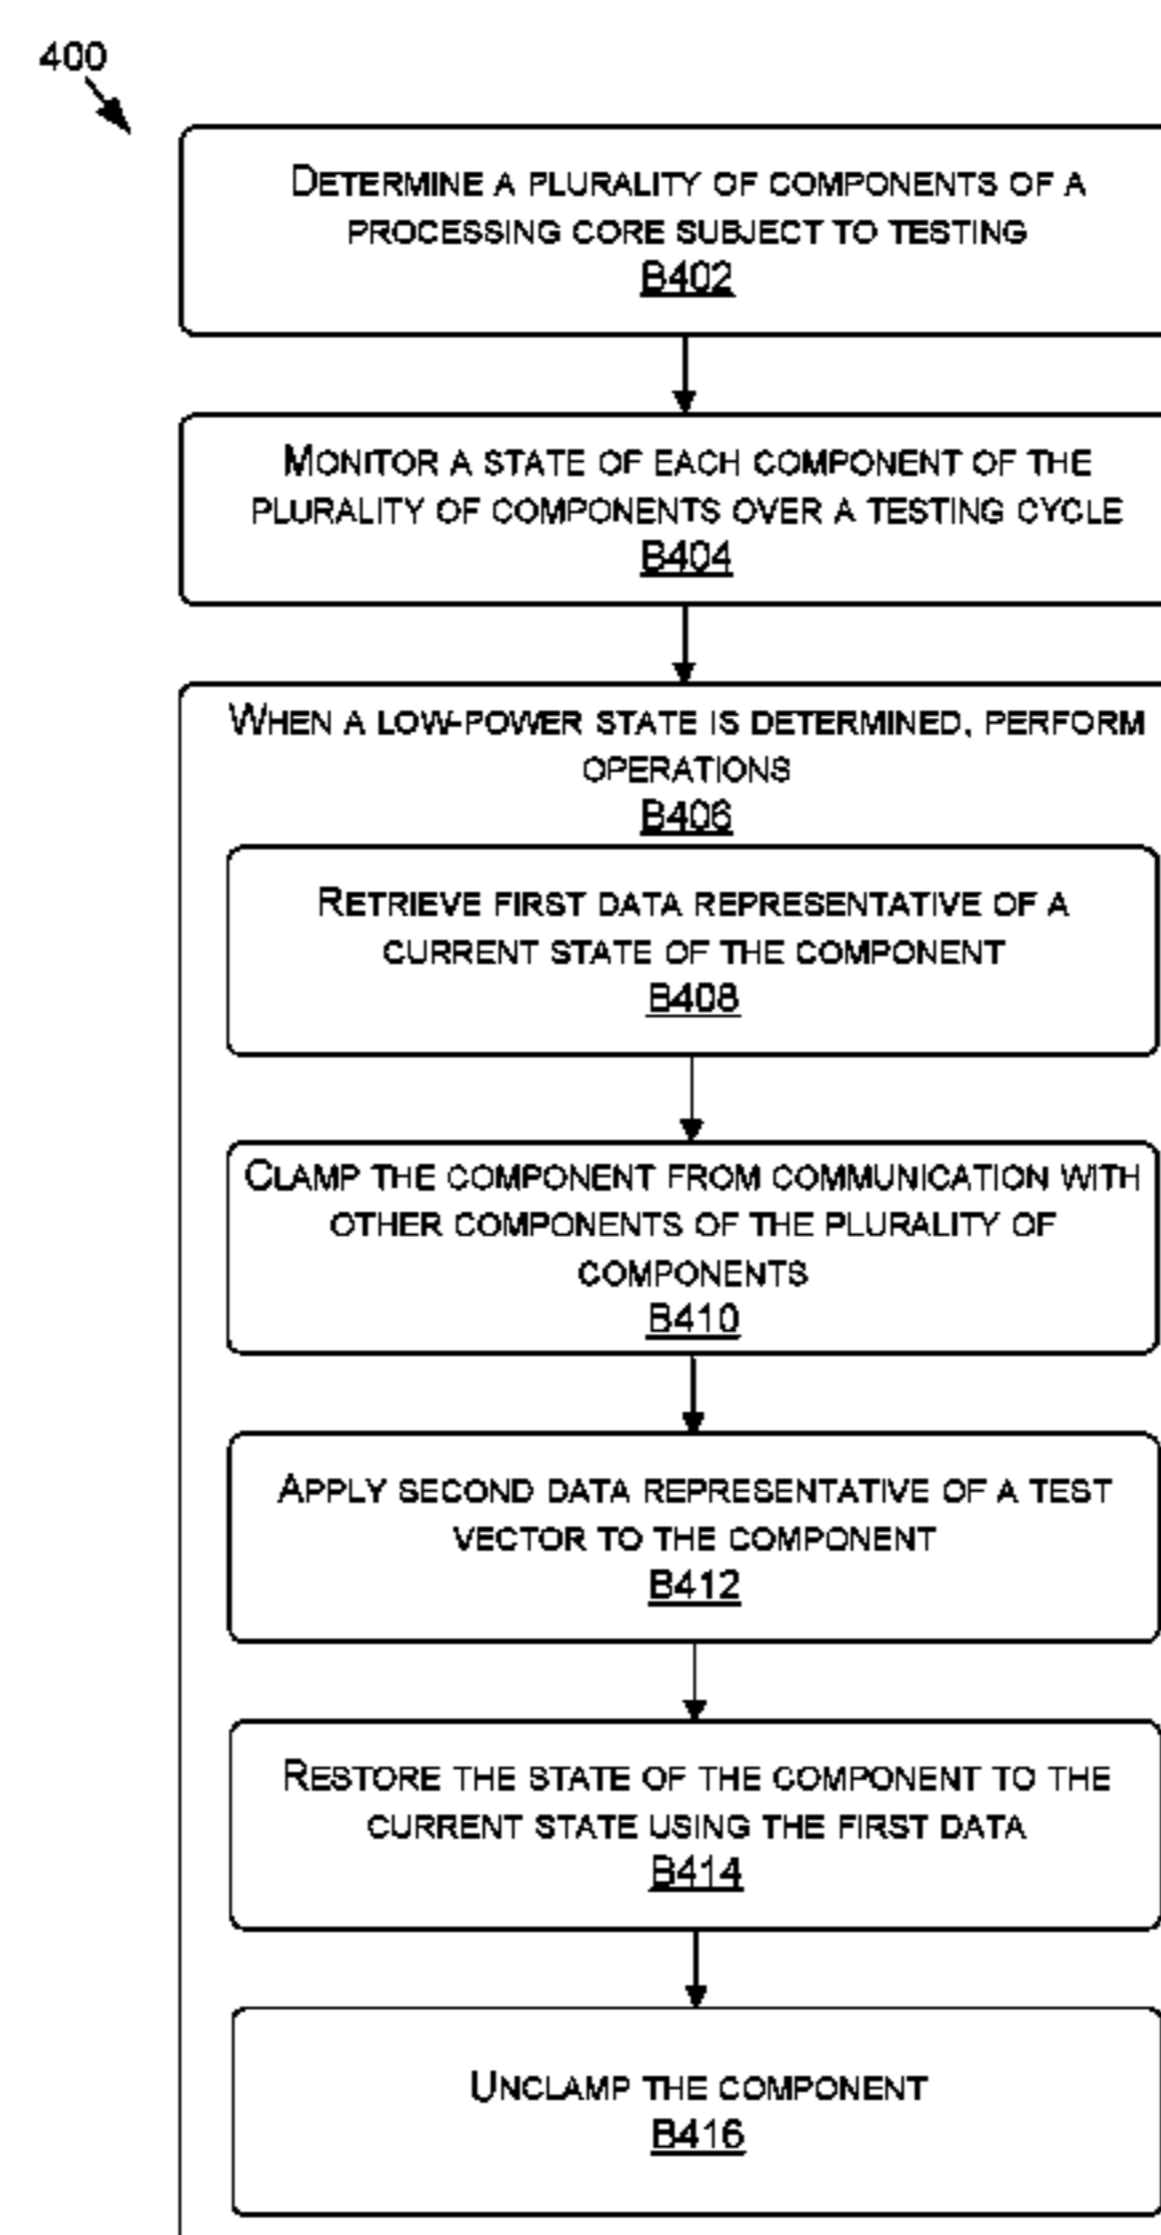 400
DETERMINE A PLURALITY OF COMPONENTS OF A
PROCESSING CORE SUBJECT TO TESTING
B402
MONITOR A STATE OF EACH COMPONENT OF THE
PLURALITY OF COMPONENTS OVER A TESTING CYCLE
B404
WHEN A LOW-POWER STATE IS DETERMINED, PERFORM
OPERATIONS
B406
RETRIEVE FIRST DATA REPRESENTATIVE OF A
CURRENT STATE OF THE COMPONENT
B408
CLAMP THE COMPONENT FROM COMMUNICATION WITH
OTHER COMPONENTS OF THE PLURALITY OF
COMPONENTS
B410
APPLY SECOND DATA REPRESENTATIVE OF A TEST
VECTOR TO THE COMPONENT
B412
RESTORE THE STATE OF THE COMPONENT TO THE
CURRENT STATE USING THE FIRST DATA
B414
UNCLAMP THE COMPONENT
B416